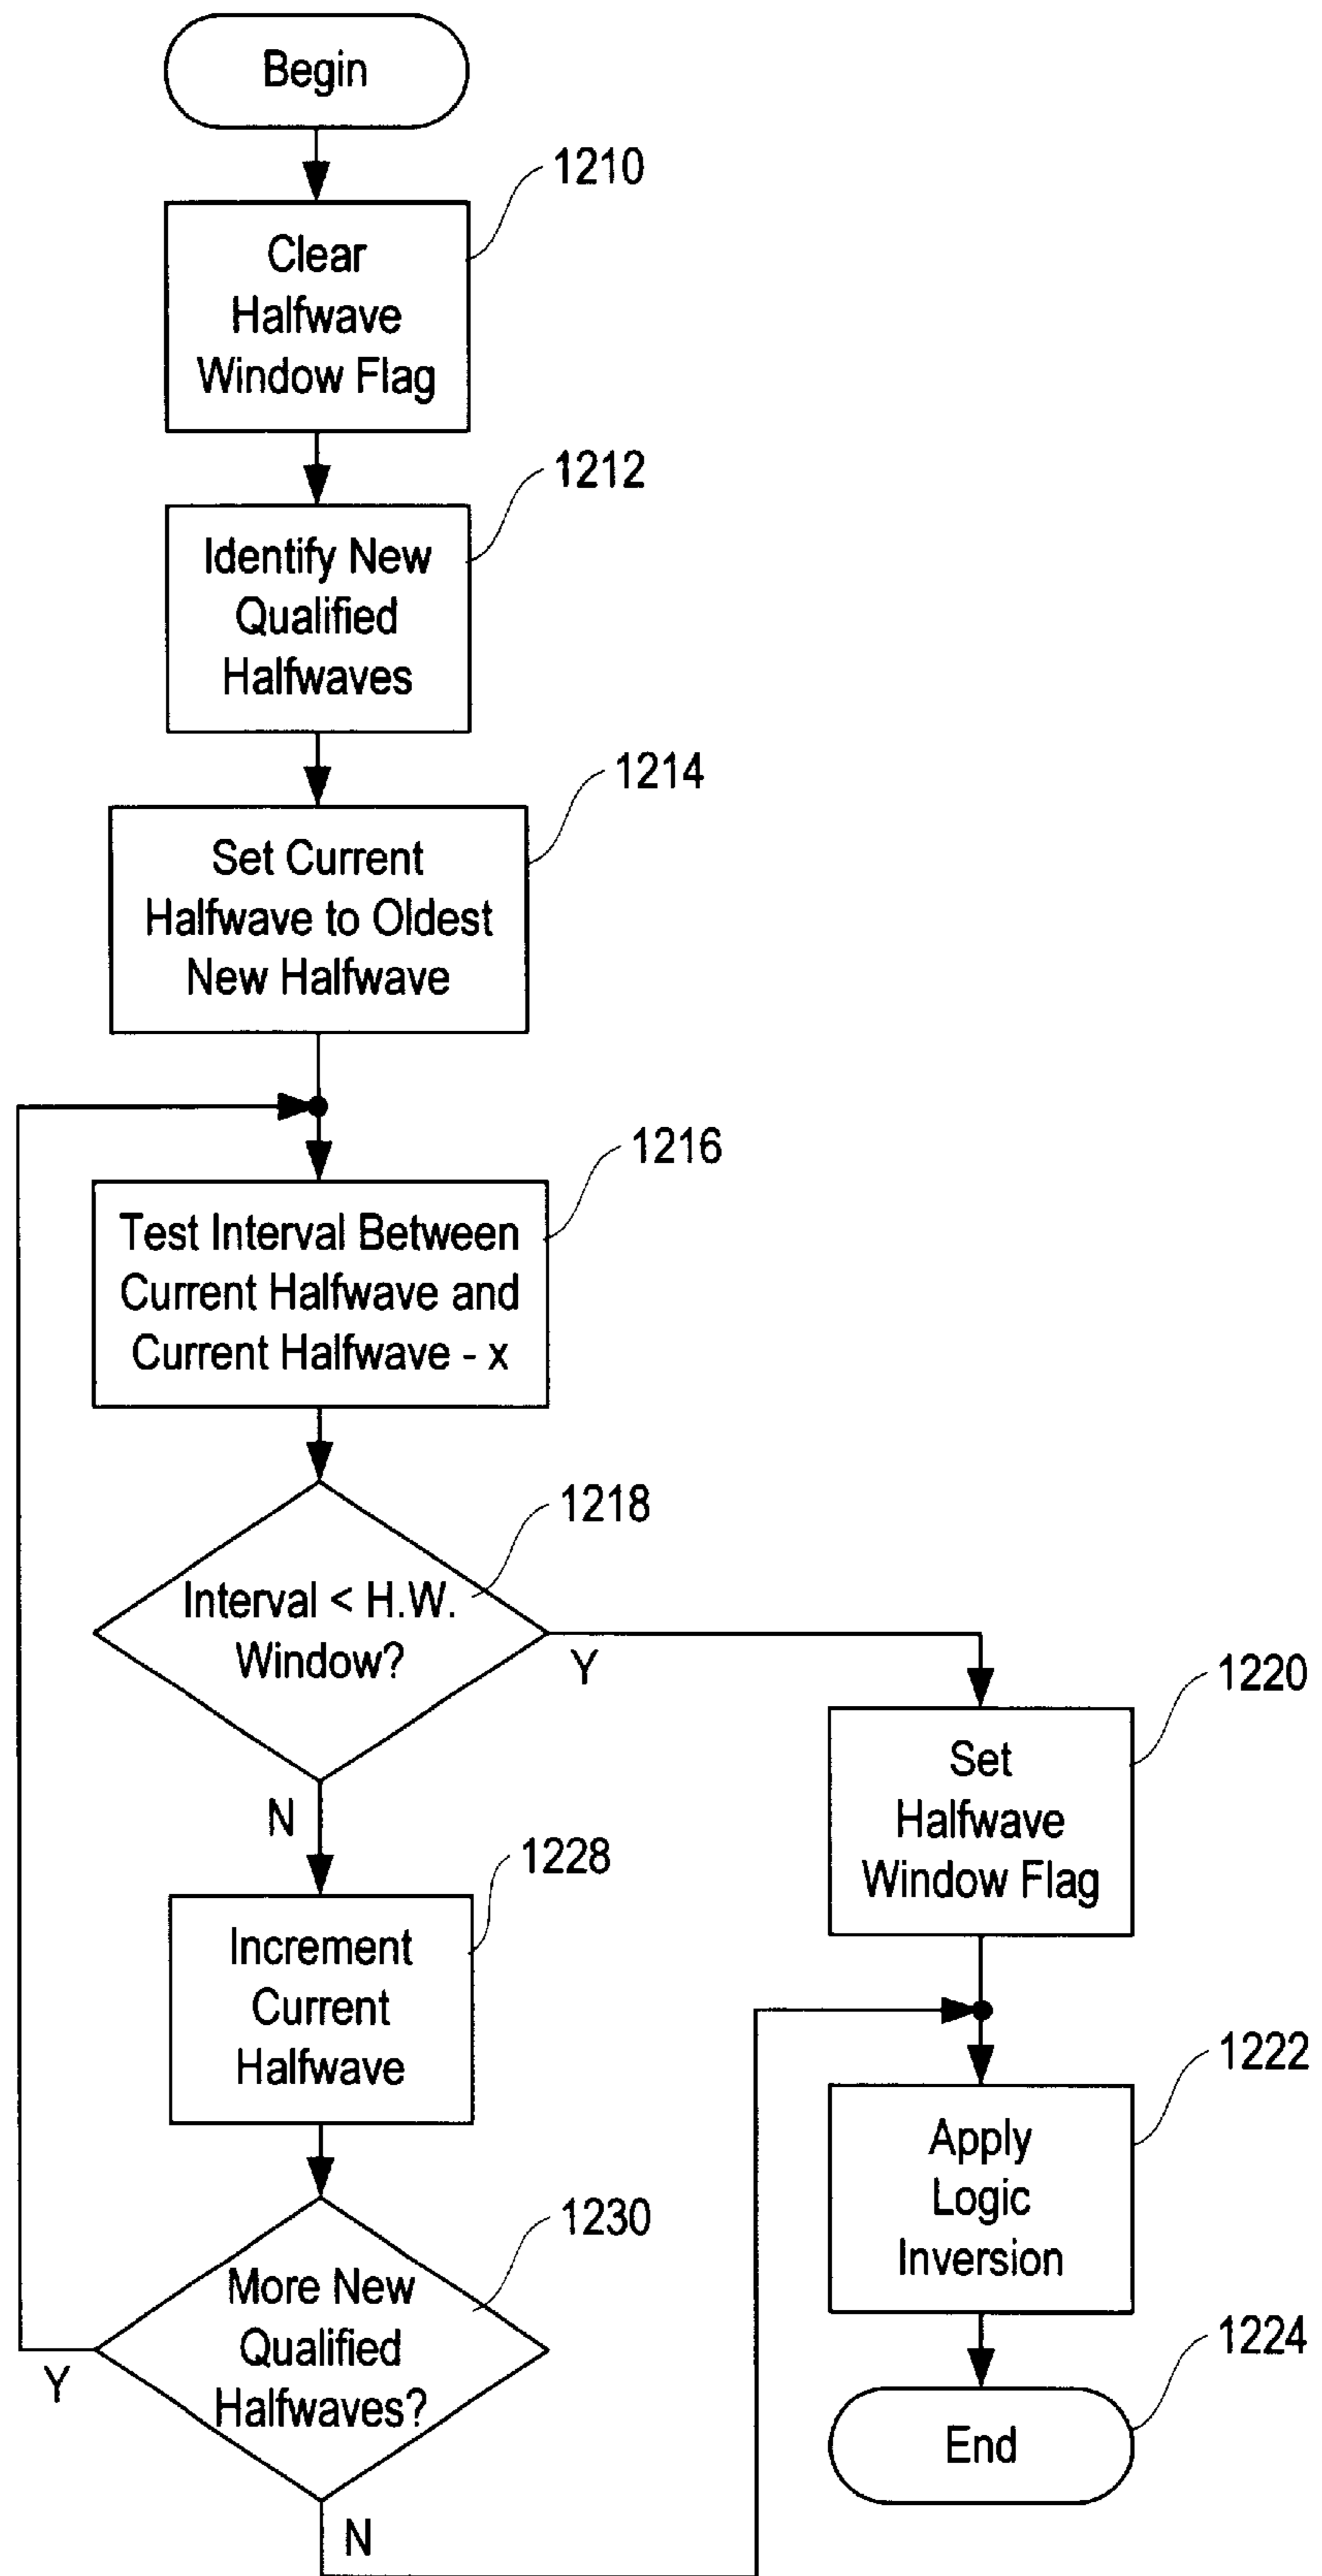 Begin
1210
Clear
Halfwave
Window Flag
1212
Identify New
Qualified
Halfwaves
1214
Set Current
Halfwave to Oldest
New Halfwave
1216
Test Interval Between
Current Halfwave and
Current Halfwave - x
1218
Interval < H.W.
Window?
Y
N
1220
Set
Halfwave
Window Flag
1228
Increment
Current
Halfwave
1222
Apply
Logic
Inversion
1230
More New
Qualified
Halfwaves?
Y
N
1224
End